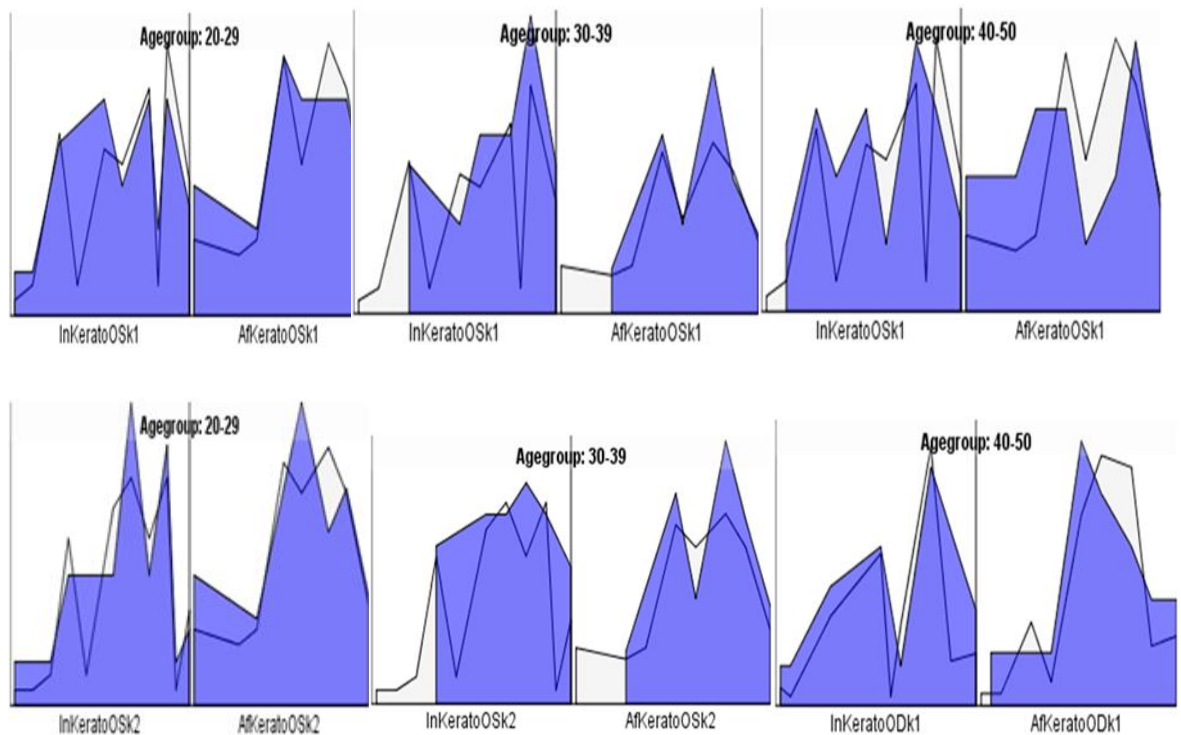 Agegroup: 20-29
Agegroup: 30-39
Agegroup: 40-50
InKeratoOSk1
AfKeratoOSk1
InKeratoOSk1
AfKeratoOSk1
InKeratoOSk1
AfKeratoOSk1
Agegroup: 20-29
Agegroup: 30-39
Agegroup: 40-50
InKeratoOSk2
AfKeratoOSk2
InKeratoOSk2
AfKeratoOSk2
InKeratoODk1
AfKeratoODk1